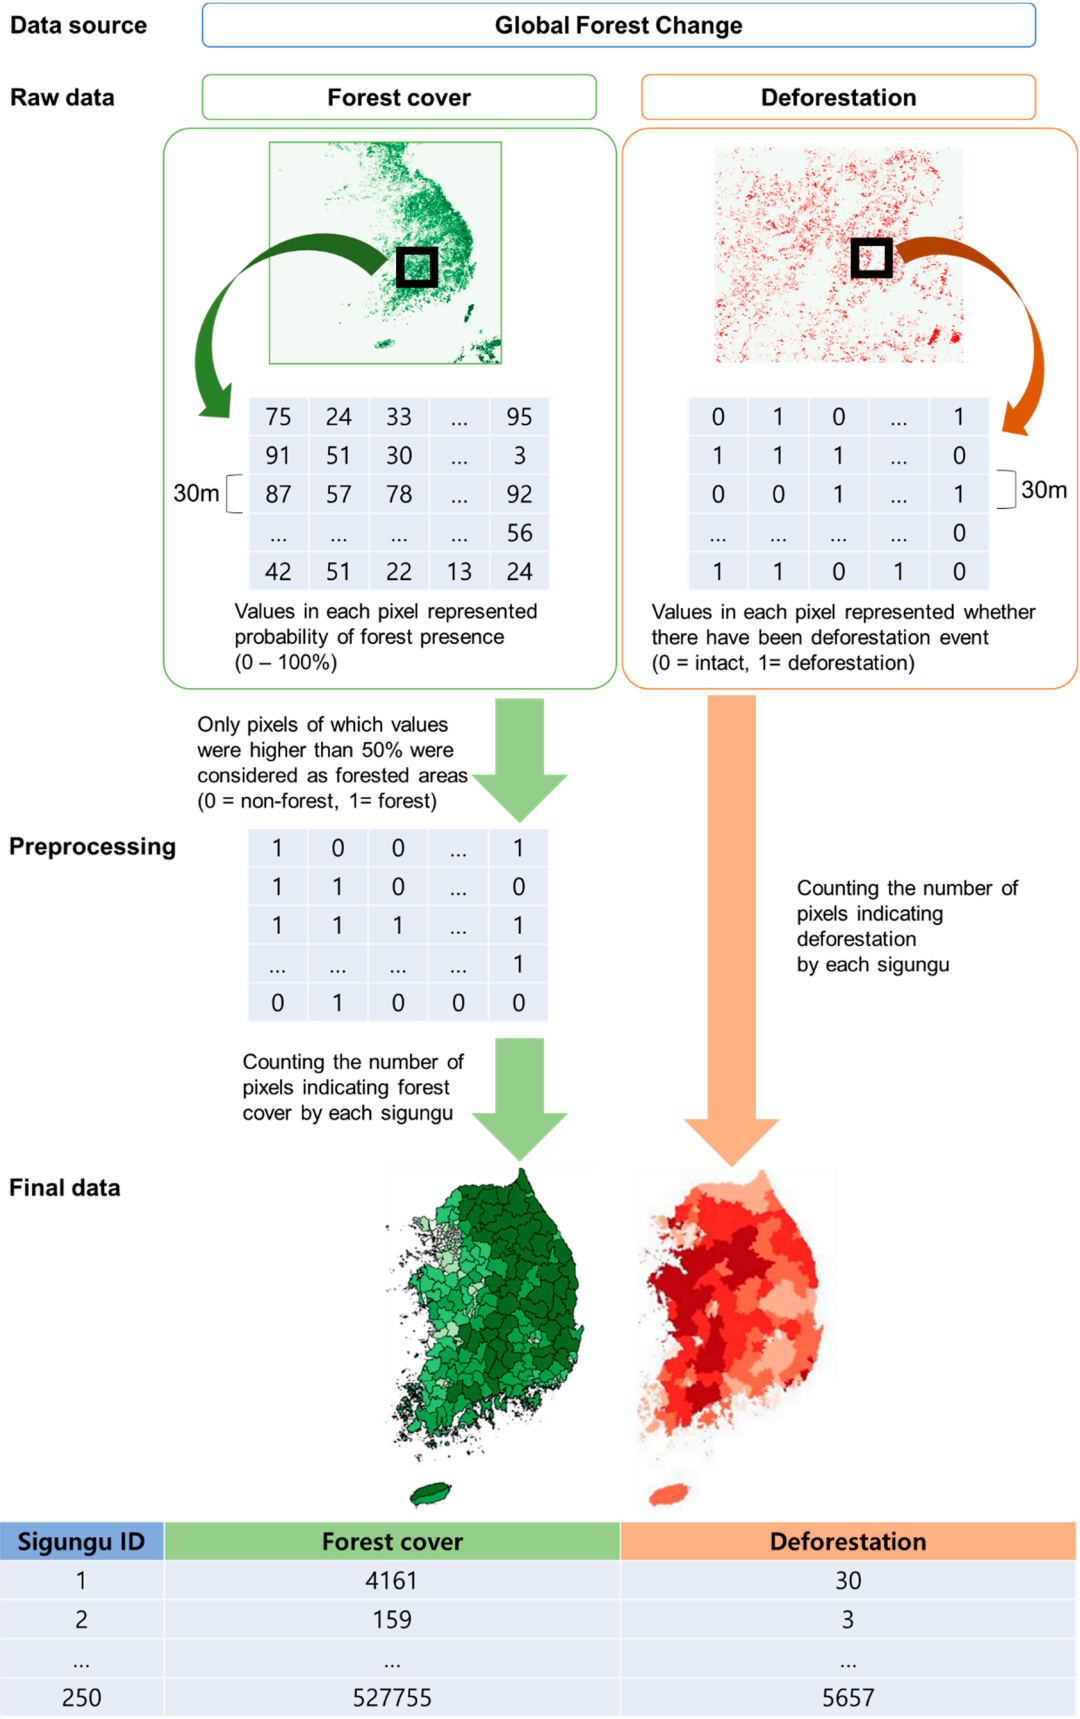 Data source
Global Forest Change
Raw data
Forest cover
Deforestation
75 24 33 ... 95
91 51 30 ... 3
87 57 78 ... 92
... ... ... ... 56
42 51 22 13 24
30m
Values in each pixel represented
probability of forest presence
(0 – 100%)
0 1 0 ... 1
1 1 1 ... 0
0 0 1 ... 1
... ... ... ... 0
1 1 0 1 0
30m
Values in each pixel represented whether
there have been deforestation event
(0 = intact, 1= deforestation)
Only pixels of which values
were higher than 50% were
considered as forested areas
(0 = non-forest, 1= forest)
Preprocessing
1 0 0 ... 1
1 1 0 ... 0
1 1 1 ... 1
... ... ... ... 1
0 1 0 0 0
Counting the number of
pixels indicating
deforestation
by each sigungu
Counting the number of
pixels indicating forest
cover by each sigungu
Final data
Sigungu ID Forest cover Deforestation
1 4161 30
2 159 3
... ... ...
250 527755 5657